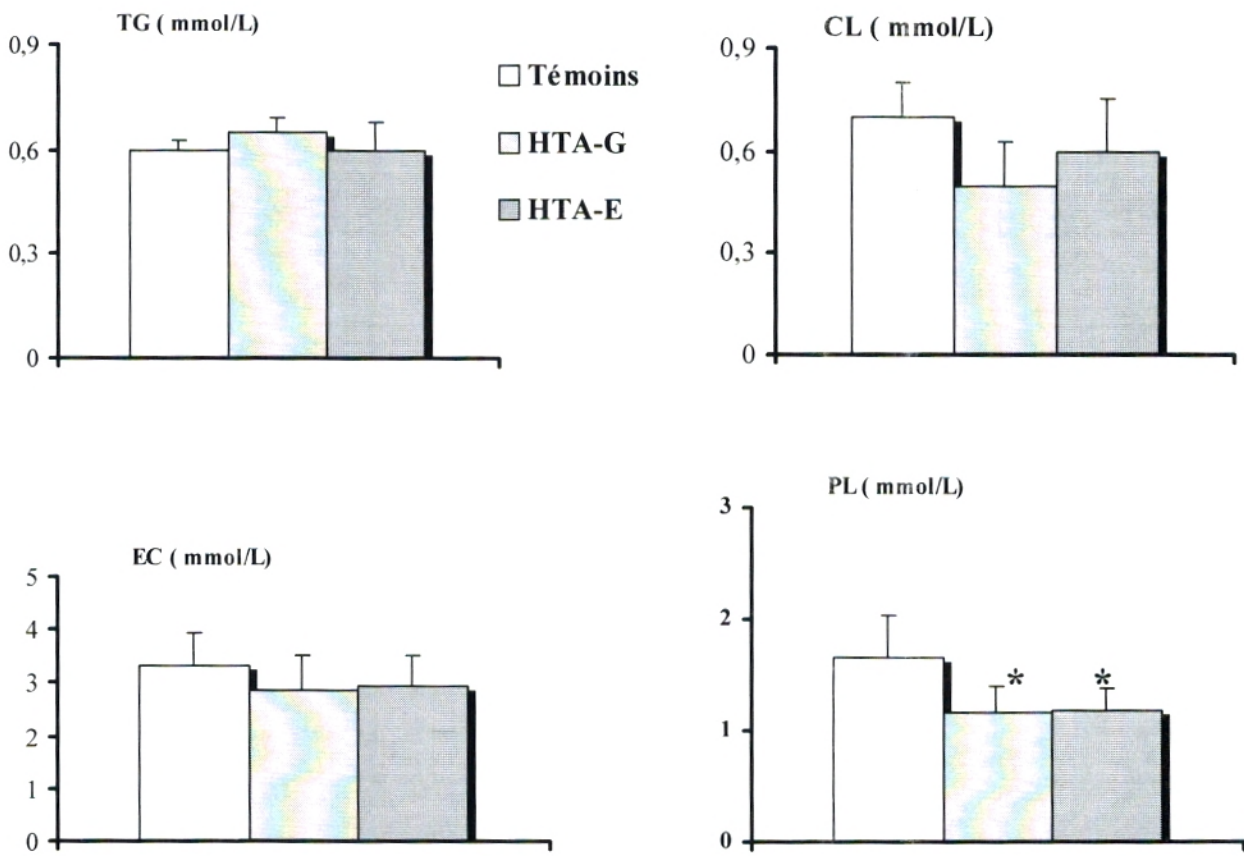 TG ( mmol/L)
0,9
0,6
0,3
0
Témoins
HTA-G
HTA-E
CL ( mmol/L)
0,9
0,6
0,3
0
EC ( mmol/L)
5
4
3
2
1
0
PL ( mmol/L)
3
2
1
0
*
*